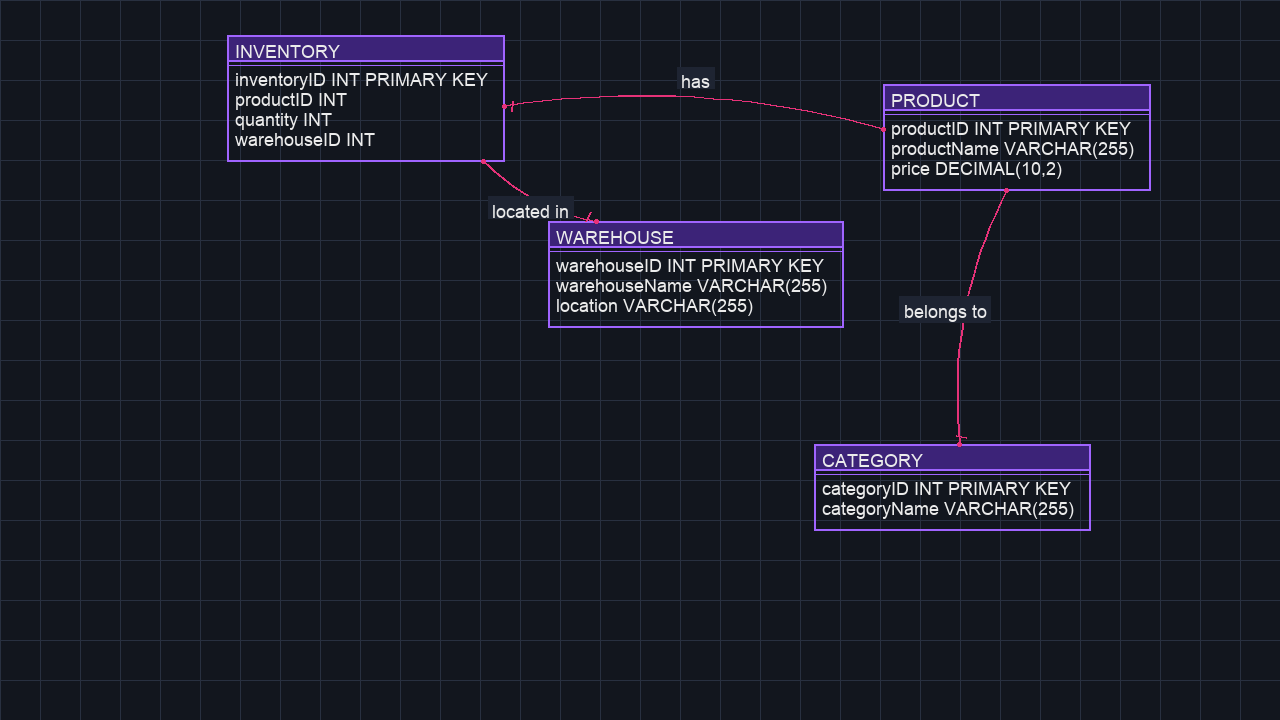 INVENTORY
inventoryID INT PRIMARY KEY
productID INT
quantity INT
warehouseID INT
has
PRODUCT
productID INT PRIMARY KEY
productName VARCHAR(255)
price DECIMAL(10,2)
located in
WAREHOUSE
warehouseID INT PRIMARY KEY
warehouseName VARCHAR(255)
location VARCHAR(255)
belongs to
CATEGORY
categoryID INT PRIMARY KEY
categoryName VARCHAR(255)